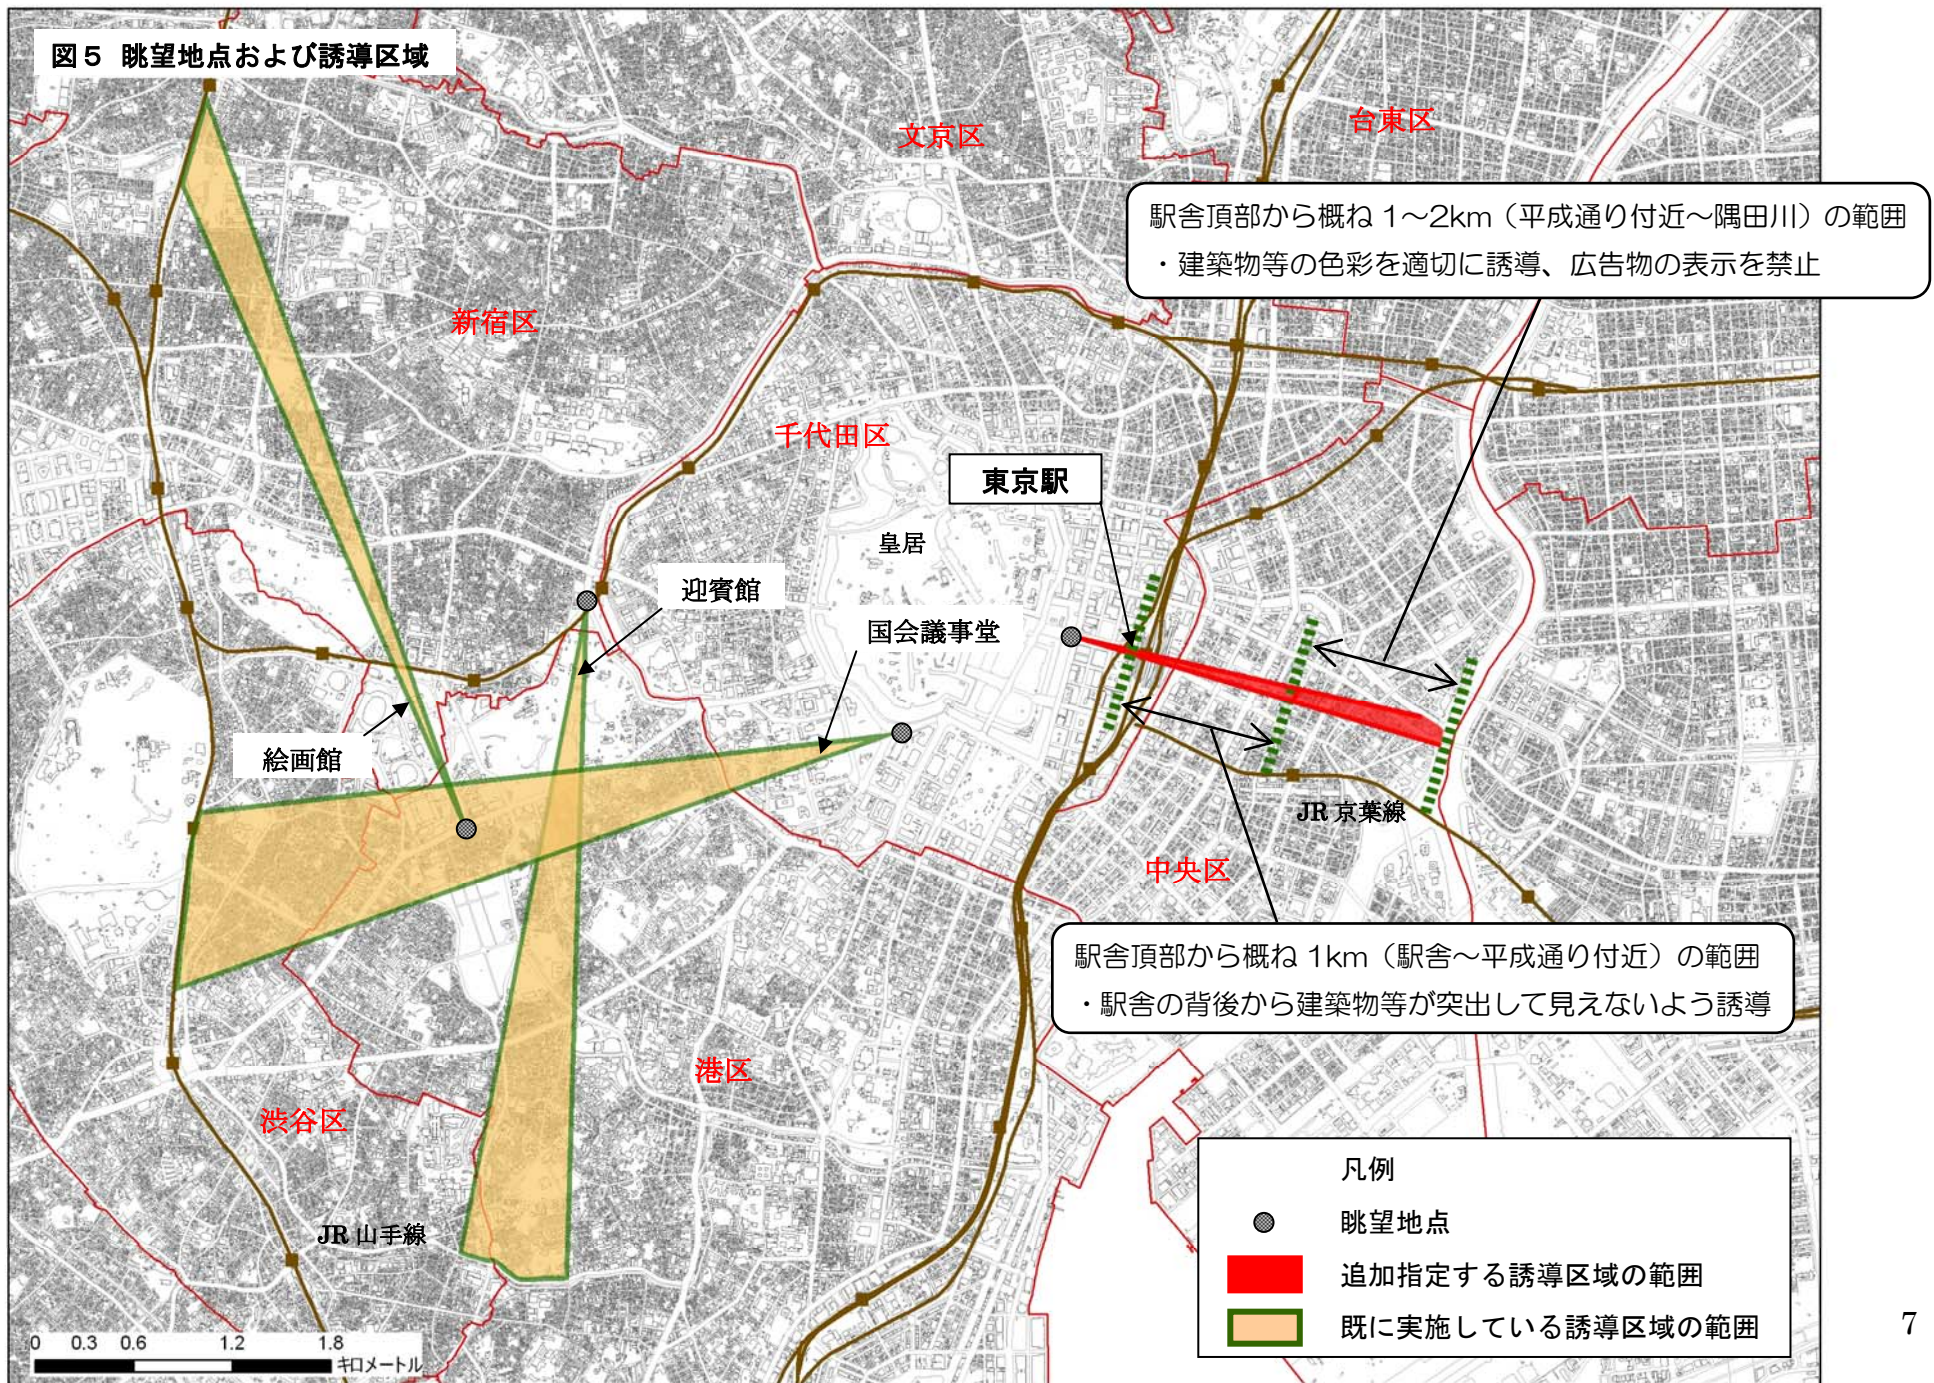 図５ 眺望地点および誘導区域
文京区
台東区
駅舎頂部から概ね 1～2km（平成通り付近～隅田川）の範囲
・建築物等の色彩を適切に誘導、広告物の表示を禁止
新宿区
千代田区
東京駅
皇居
迎賓館
国会議事堂
絵画館
JR 京葉線
中央区
駅舎頂部から概ね 1km（駅舎～平成通り付近）の範囲
・駅舎の背後から建築物等が突出して見えないよう誘導
港区
渋谷区
JR 山手線
凡例
眺望地点
追加指定する誘導区域の範囲
既に実施している誘導区域の範囲
0 0.3 0.6 1.2 1.8
キロメートル
7